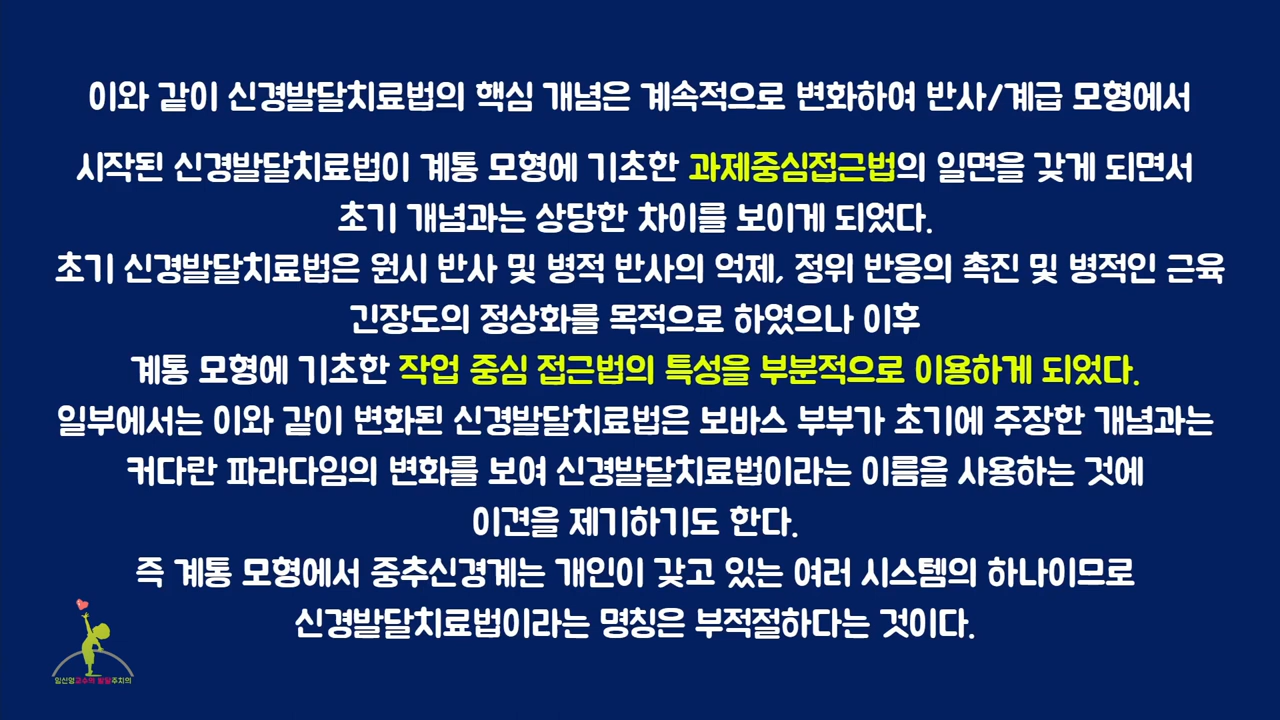 이와 같이 신경발달치료법의 핵심 개념은 계속적으로 변화하여 반사/계급 모형에서
시작된 신경발달치료법이 계통 모형에 기초한 과제중심접근법의 일면을 갖게 되면서
초기 개념과는 상당한 차이를 보이게 되었다.
초기 신경발달치료법은 원시 반사 및 병적 반사의 억제, 정위 반응의 촉진 및 병적인 근육
긴장도의 정상화를 목적으로 하였으나 이후
계통 모형에 기초한 작업 중심 접근법의 특성을 부분적으로 이용하게 되었다.
일부에서는 이와 같이 변화된 신경발달치료법은 보바스 부부가 초기에 주장한 개념과는
커다란 파라다임의 변화를 보여 신경발달치료법이라는 이름을 사용하는 것에
이견을 제기하기도 한다.
즉 계통 모형에서 중추신경계는 개인이 갖고 있는 여러 시스템의 하나이므로
신경발달치료법이라는 명칭은 부적절하다는 것이다.
임신영교수의 발달주치의